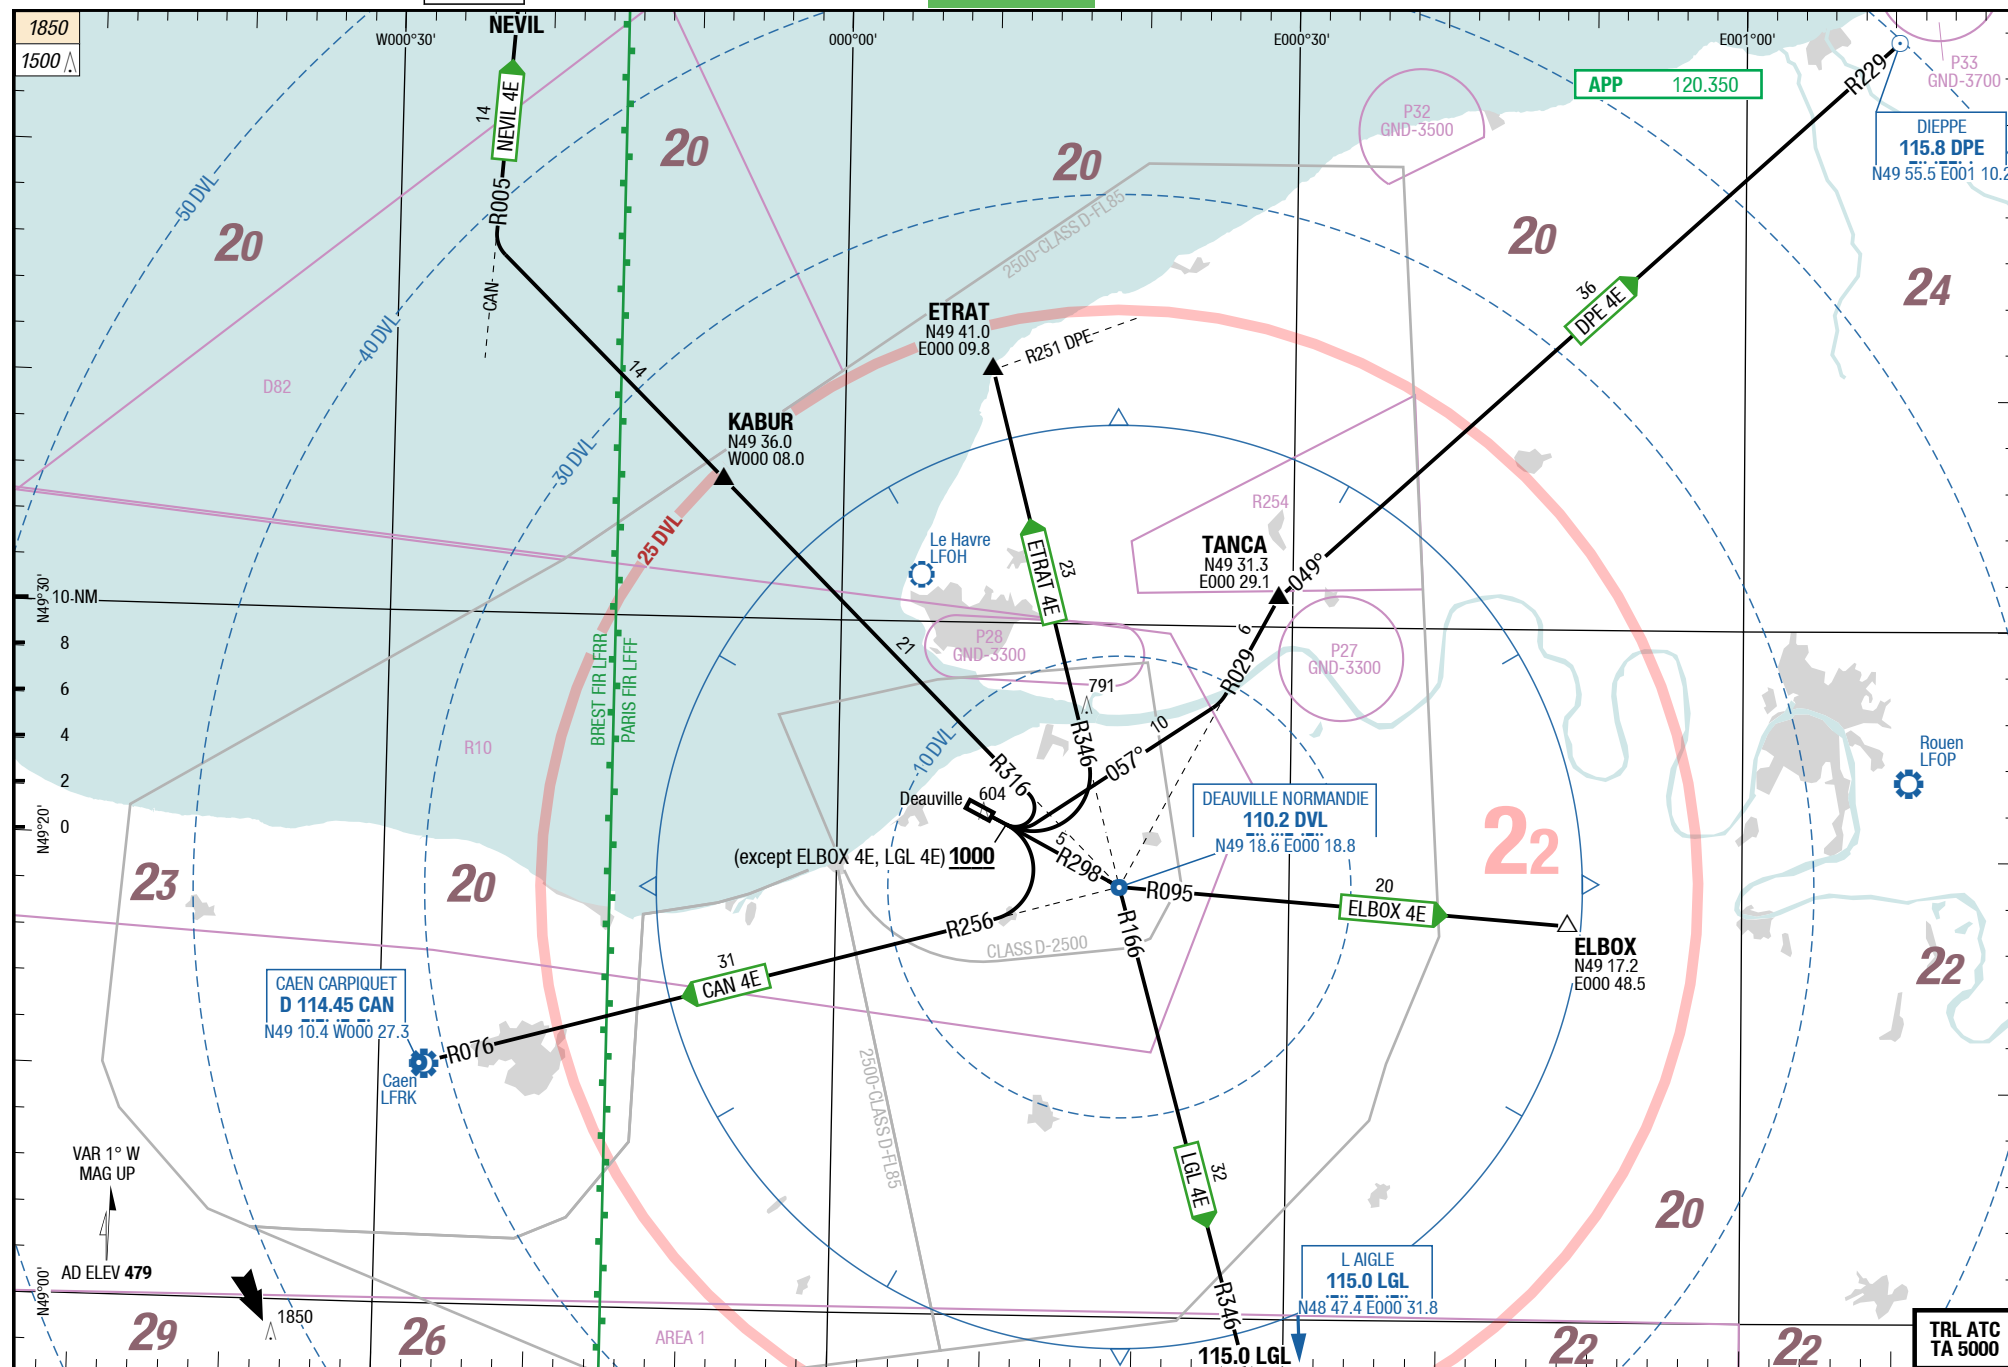 1850
1500
NEVIL
W000°30'
000°00'
E000°30'
E001°00'
APP 120.350
P33
GND-3700
R229
DIEPPE
115.8 DPE
N49 55.5 E001 10.2
P32
GND-3500
14
NEVIL 4E
R005
CAN
20
20
20
20
20
24
50 DVL
40 DVL
30 DVL
25 DVL
10 DVL
2500-CLASS D-FL85
ETRAT
N49 41.0
E000 09.8
R251 DPE
36
DPE 4E
D82
14
KABUR
N49 36.0
W000 08.0
R254
TANCA
N49 31.3
E000 29.1
049°
Le Havre
LFOH
ETRAT 4E
23
N49°30'
10 NM
8
6
4
2
0
N49°20'
BREST FIR LFRR
PARIS FIR LFFF
21
P28
GND-3300
P27
GND-3300
6
R029
791
10
057°
R346
R10
R316
Rouen
LFOP
Deauville
604
DEAUVILLE NORMANDIE
110.2 DVL
N49 18.6 E000 18.8
22
(except ELBOX 4E, LGL 4E) 1000
5
R298
23
20
R095
20
ELBOX 4E
R256
R166
CLASS D-2500
ELBOX
N49 17.2
E000 48.5
22
31
CAN 4E
CAEN CARPIQUET
D 114.45 CAN
N49 10.4 W000 27.3
R076
Caen
LFRK
2500-CLASS D-FL85
VAR 1° W
MAG UP
LGL 4E
32
AD ELEV 479
N49°00'
1850
L AIGLE
115.0 LGL
N48 47.4 E000 31.8
R346
29
26
AREA 1
115.0 LGL
22
22
TRL ATC
TA 5000